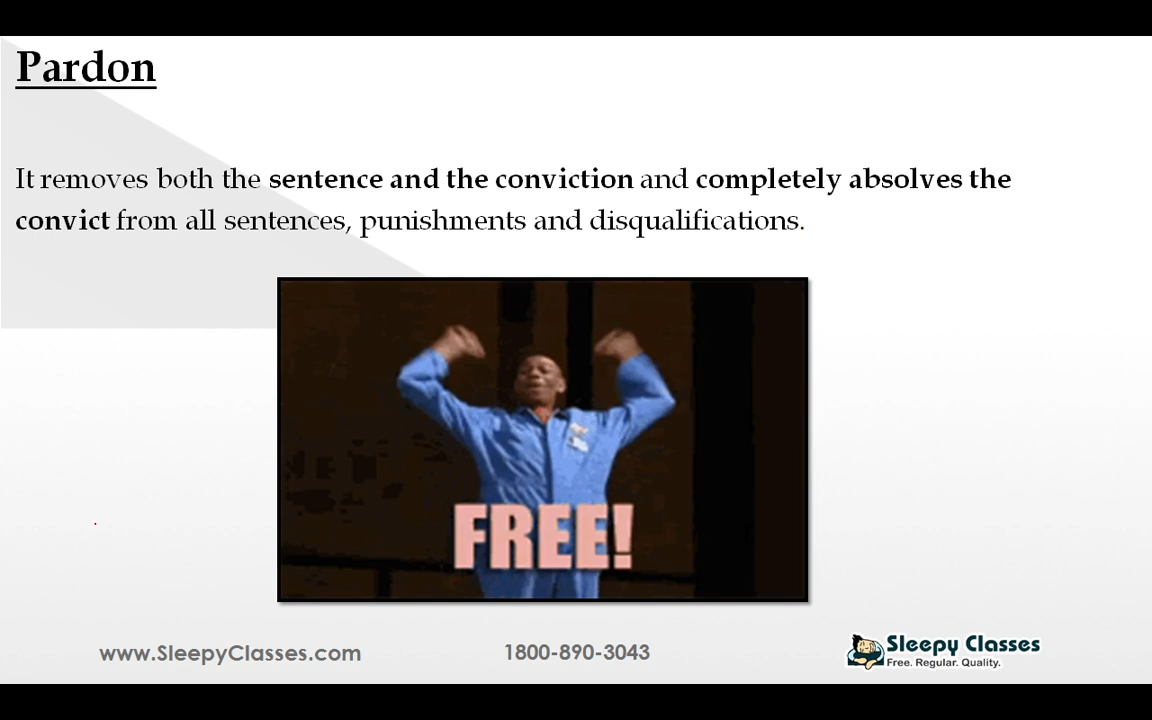 Pardon
It removes both the sentence and the conviction and completely absolves the
convict from all sentences, punishments and disqualifications.
FREE!
www.SleepyClasses.com 1800-890-3043 Sleepy Classes
Free. Regular. Quality.